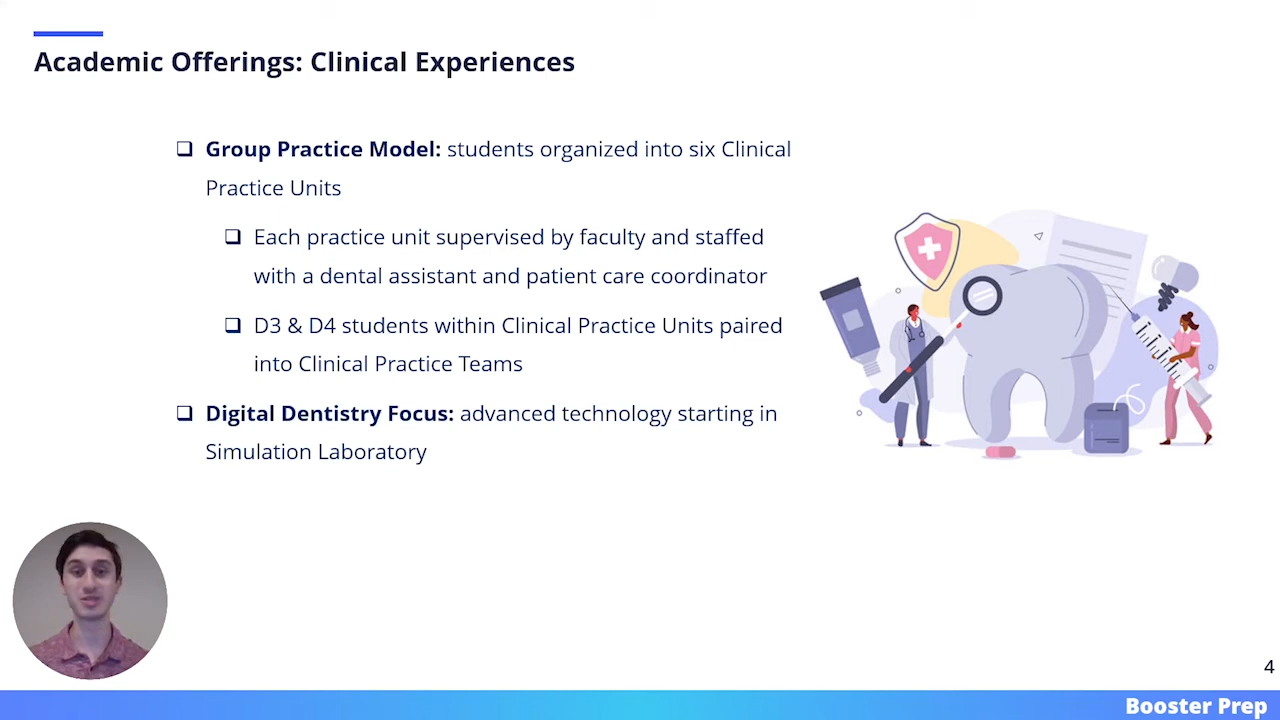 Academic Offerings: Clinical Experiences
Group Practice Model: students organized into six Clinical
Practice Units
Each practice unit supervised by faculty and staffed
with a dental assistant and patient care coordinator
D3 & D4 students within Clinical Practice Units paired
into Clinical Practice Teams
Digital Dentistry Focus: advanced technology starting in
Simulation Laboratory
4
Booster Prep